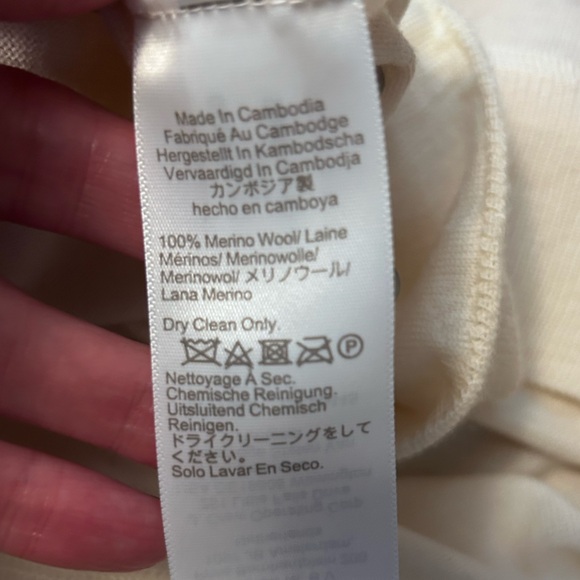 Made In Cambodia
Fabriqué Au Cambodge
Hergestellt In Kambodscha
Vervaardigd In Cambodja
カンボジア製
hecho en camboya
100% Merino Wool/ Laine
Mérinos/ Merinowolle/
Merinowol/ メリノウール/
Lana Merino
Dry Clean Only.
P
Nettoyage À Sec.
Chemische Reinigung.
Uitsluitend Chemisch
Reinigen.
ドライクリーニングをして
ください。
Solo Lavar En Seco.